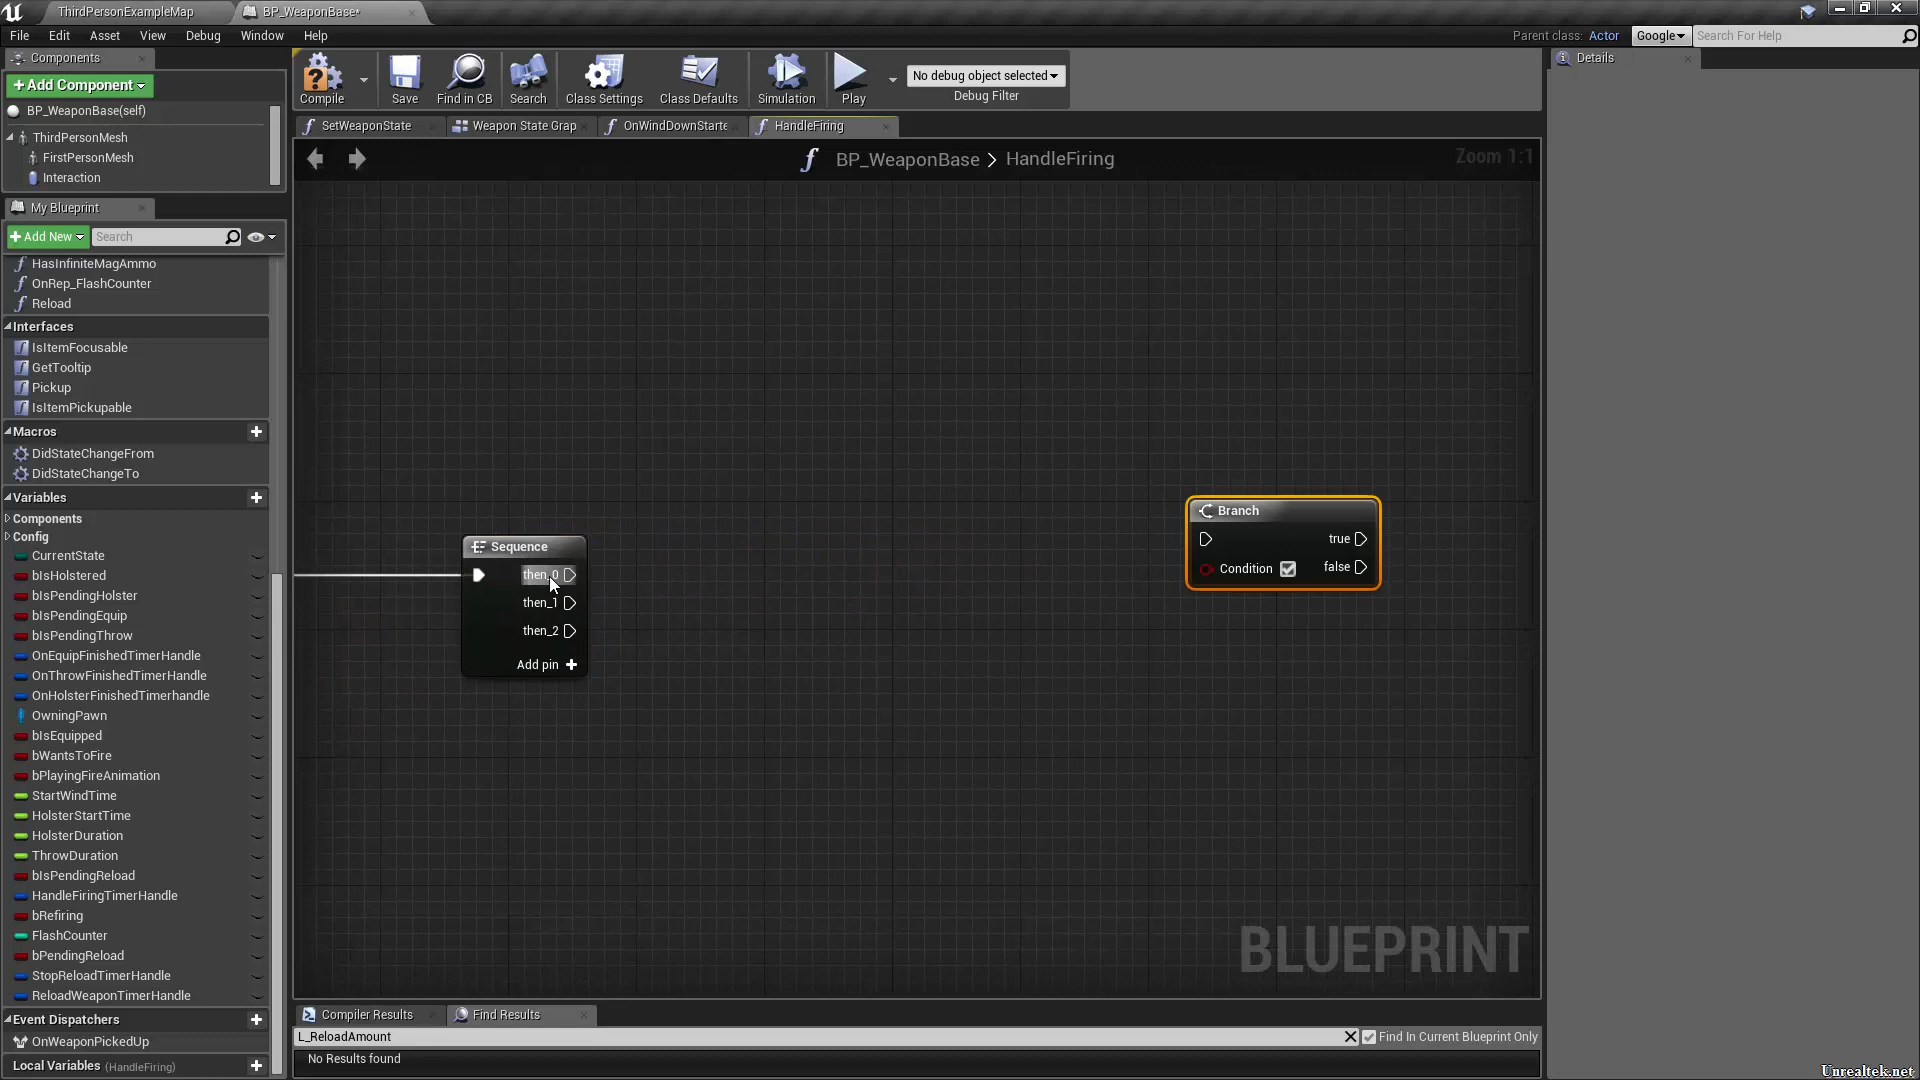 ThirdPersonExampleMap
BP_WeaponBase*
File Edit Asset View Debug Window Help
Parent class: Actor
Google
Search For Help
Components
Add Component
BP_WeaponBase(self)
ThirdPersonMesh
FirstPersonMesh
Interaction
My Blueprint
Add New
Search
HasInfiniteMagAmmo
OnRep_FlashCounter
Reload
Interfaces
IsItemFocusable
GetTooltip
Pickup
IsItemPickupable
Macros
DidStateChangeFrom
DidStateChangeTo
Variables
Components
Config
CurrentState
bIsHolstered
bIsPendingHolster
bIsPendingEquip
bIsPendingThrow
OnEquipFinishedTimerHandle
OnThrowFinishedTimerHandle
OnHolsterFinishedTimerhandle
OwningPawn
bIsEquipped
bWantsToFire
bPlayingFireAnimation
StartWindTime
HolsterStartTime
HolsterDuration
ThrowDuration
bIsPendingReload
HandleFiringTimerHandle
bRefiring
FlashCounter
bPendingReload
StopReloadTimerHandle
ReloadWeaponTimerHandle
Event Dispatchers
OnWeaponPickedUp
Local Variables (HandleFiring)
Compile
Save
Find in CB
Search
Class Settings
Class Defaults
Simulation
Play
No debug object selected
Debug Filter
SetWeaponState
Weapon State Grap
OnWindDownStarte
HandleFiring
BP_WeaponBase > HandleFiring
Zoom 1:1
Sequence
then_0
then_1
then_2
Add pin
Branch
true
Condition
false
BLUEPRINT
Compiler Results
Find Results
L_ReloadAmount
Find In Current Blueprint Only
No Results found
Details
Unrealtek.net